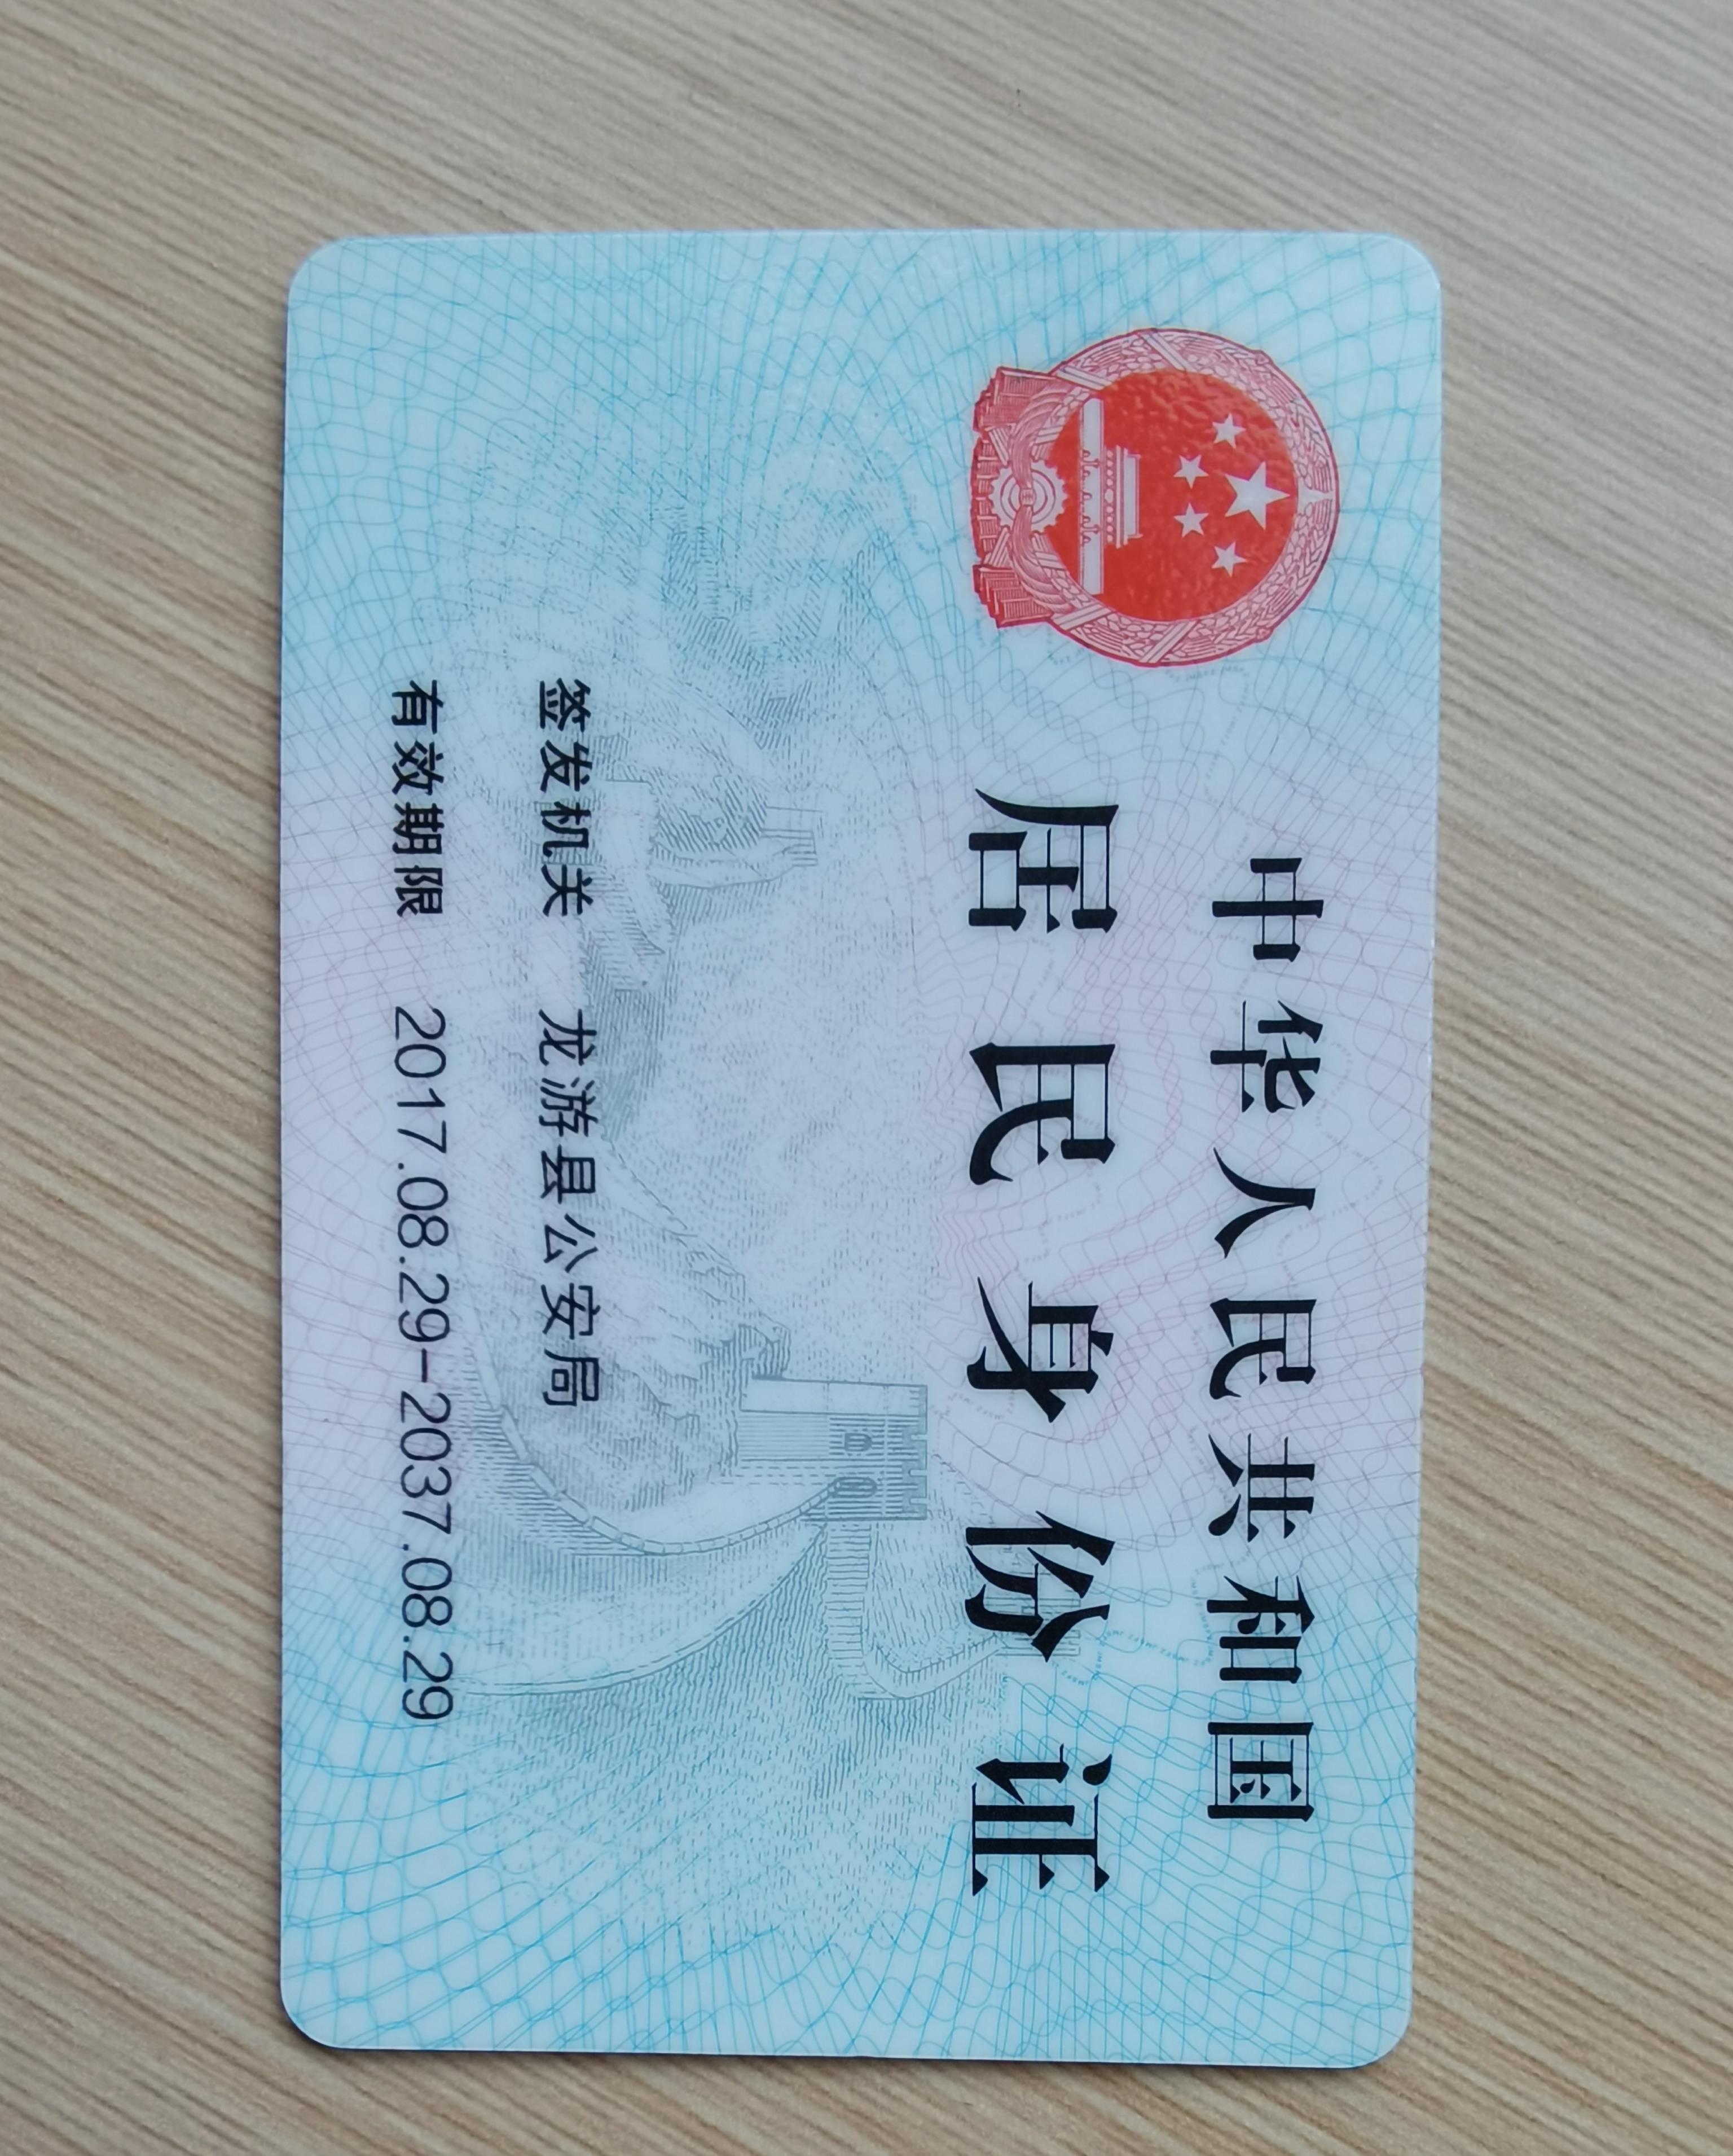 中华人民共和国
居民身份证
签发机关 龙游县公安局
有效期限 2017.08.29-2037.08.29